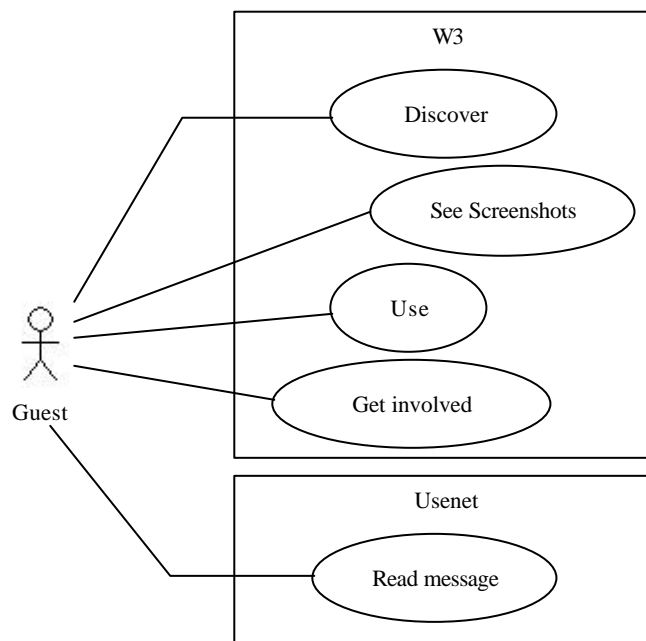 W3
Discover
See Screenshots
Use
Get involved
Guest
Usenet
Read message